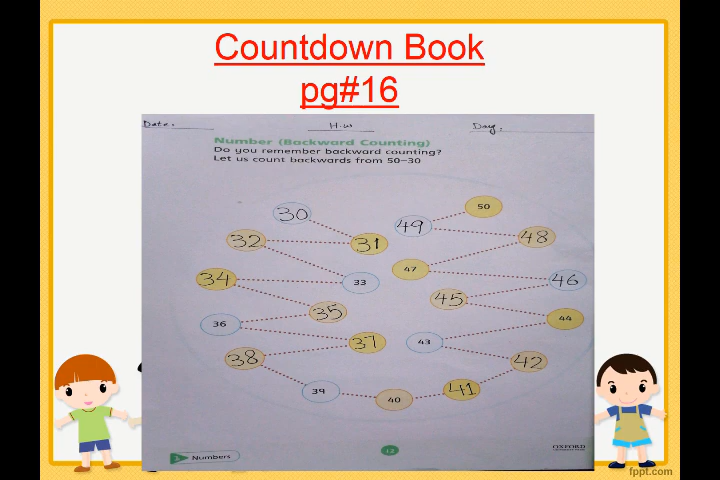 Countdown Book
pg#16
Date:
H.W
Day:
Number (Backward Counting)
Do you remember backward counting?
Let us count backwards from 50–30
50
49
48
47
46
45
44
43
42
41
40
39
38
37
36
35
34
33
32
31
30
1 Numbers
12
OXFORD
fppt.com